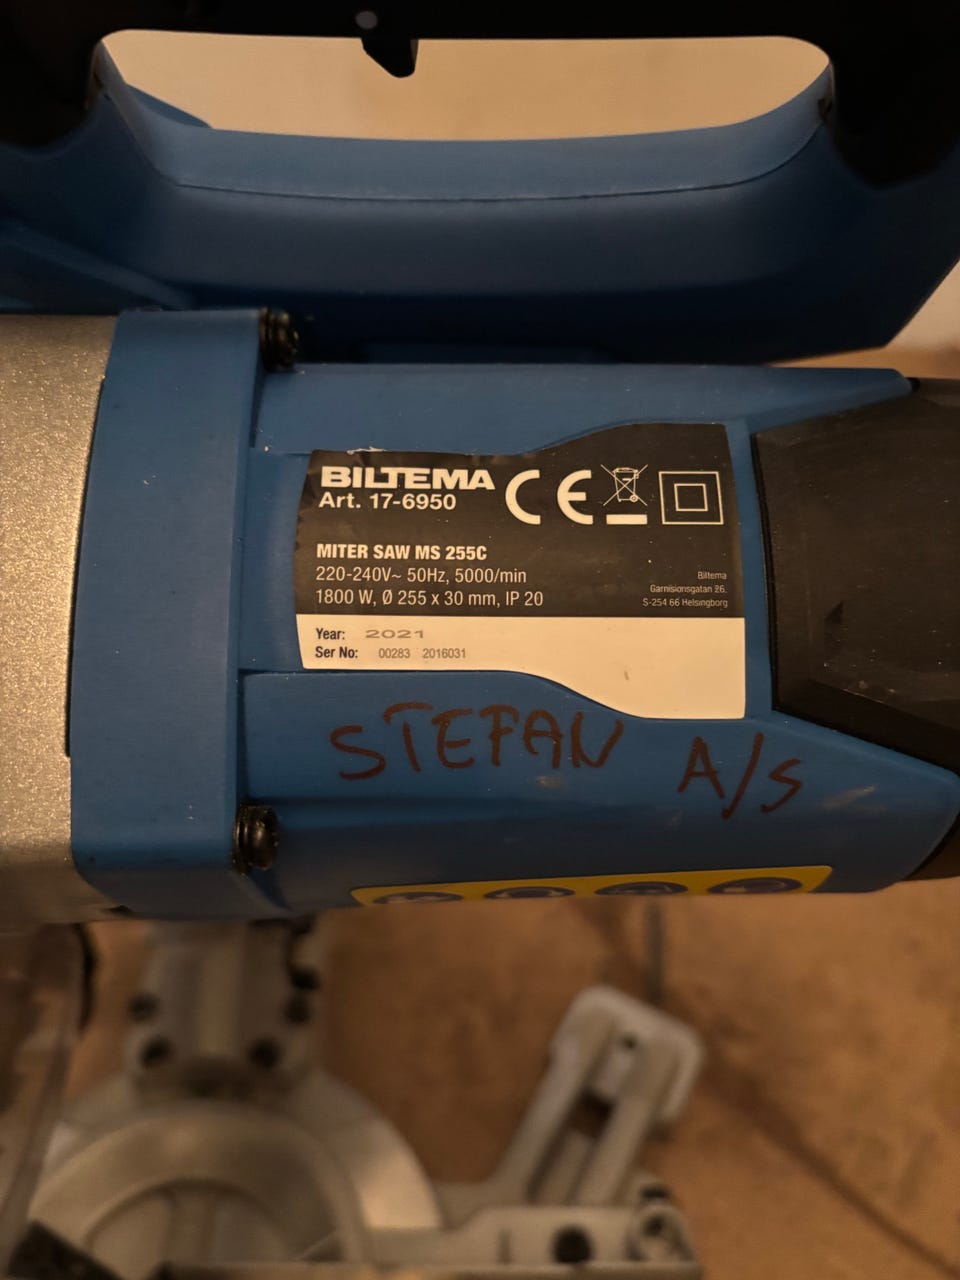 BILTEMA
Art. 17-6950
CE
MITER SAW MS 255C
220-240V~ 50Hz, 5000/min
1800 W, Ø 255 x 30 mm, IP 20
Biltema
Garnisionsgatan 26,
S-254 66 Helsingborg
Year: 2021
Ser No: 00283 2016031
STEFAN A/S